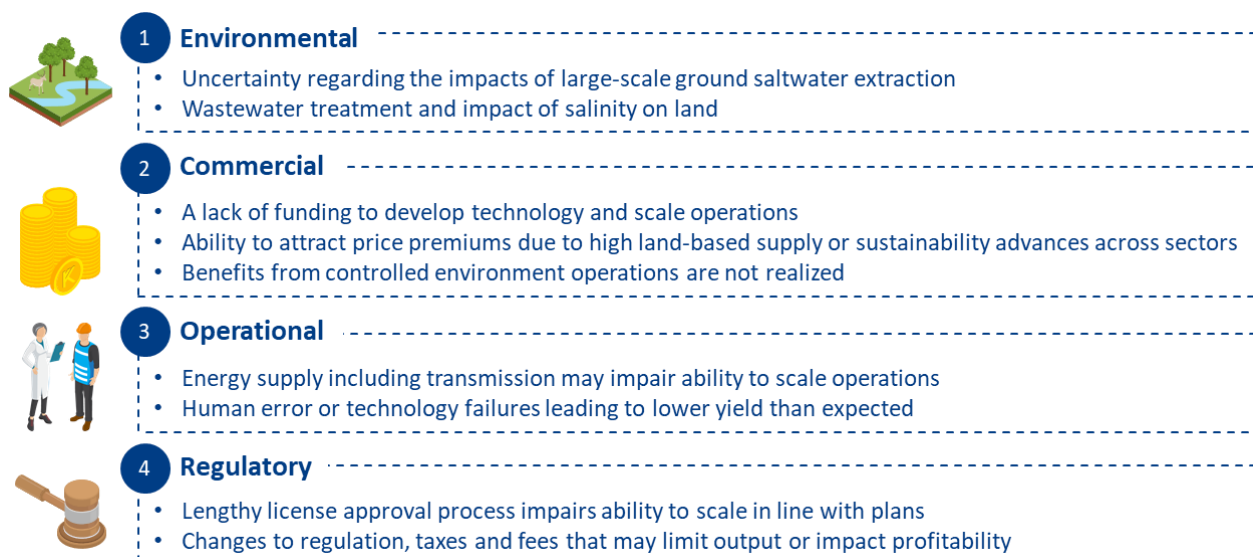 1 Environmental
• Uncertainty regarding the impacts of large-scale ground saltwater extraction
• Wastewater treatment and impact of salinity on land
2 Commercial
• A lack of funding to develop technology and scale operations
• Ability to attract price premiums due to high land-based supply or sustainability advances across sectors
• Benefits from controlled environment operations are not realized
3 Operational
• Energy supply including transmission may impair ability to scale operations
• Human error or technology failures leading to lower yield than expected
4 Regulatory
• Lengthy license approval process impairs ability to scale in line with plans
• Changes to regulation, taxes and fees that may limit output or impact profitability